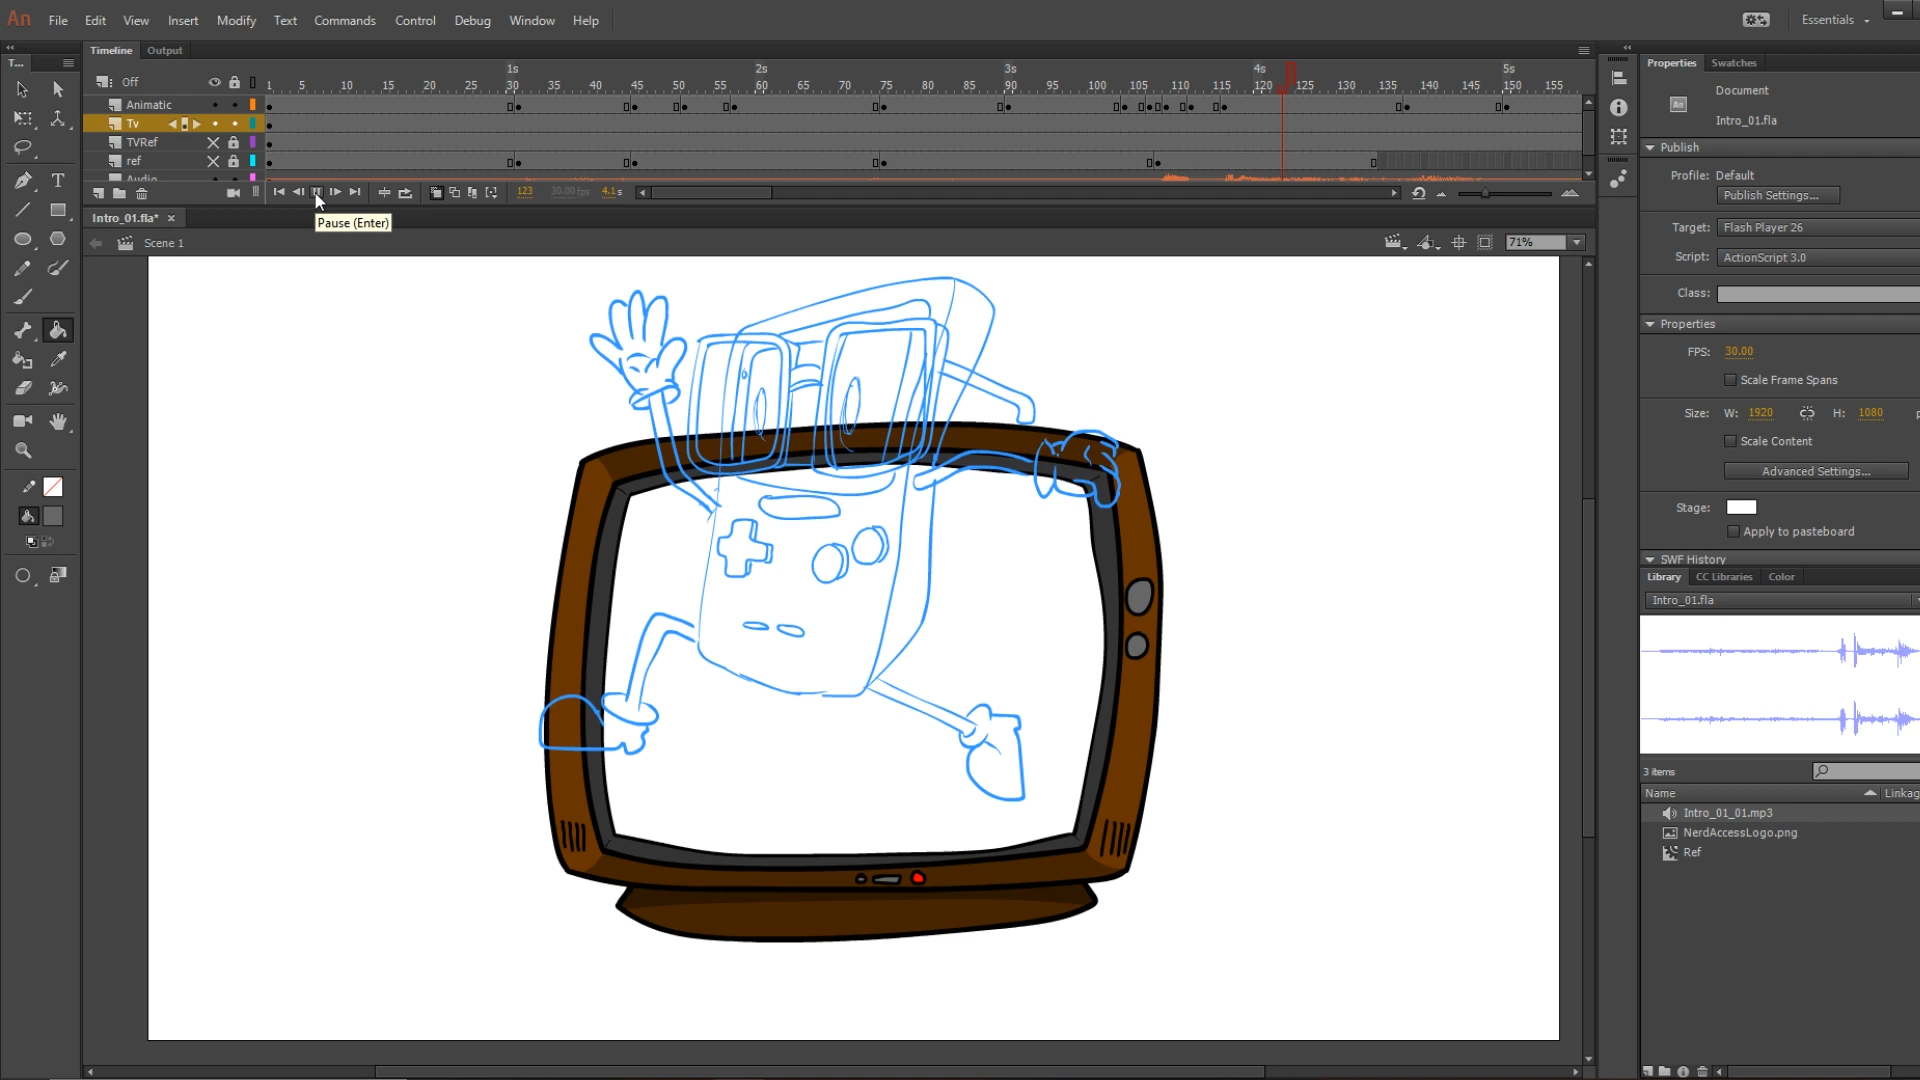 An File Edit View Insert Modify Text Commands Control Debug Window Help Essentials
Timeline Output
T...
Off
1s 2s 3s 4s 5s
1 5 10 15 20 25 30 35 40 45 50 55 60 65 70 75 80 85 90 95 100 105 110 115 120 125 130 135 140 145 150 155
Animatic
Tv
TVRef
ref
Audio
123 30.00 fps 4.1 s
Intro_01.fla*
Pause (Enter)
Scene 1
71%
Properties Swatches
Document
An
Intro_01.fla
Publish
Profile: Default
Publish Settings...
Target: Flash Player 26
Script: ActionScript 3.0
Class:
Properties
FPS: 30.00
Scale Frame Spans
Size: W: 1920 H: 1080 p
Scale Content
Advanced Settings...
Stage:
Apply to pasteboard
SWF History
Library CC Libraries Color
Intro_01.fla
3 items
Name Linkag
Intro_01_01.mp3
NerdAccessLogo.png
Ref